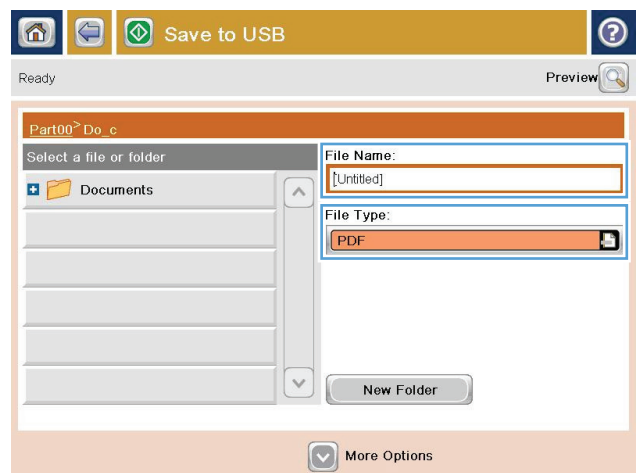 Save to USB
?
Ready
Preview
Part00> Do_c
Select a file or folder
Documents
File Name:
[Untitled]
File Type:
PDF
New Folder
More Options